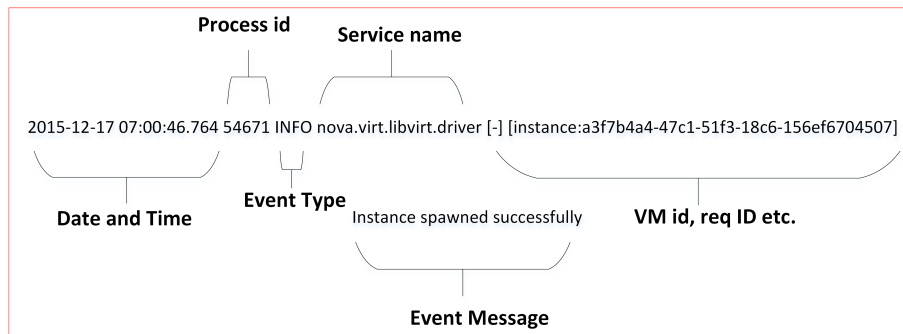 Process id
Service name
2015-12-17 07:00:46.764 54671 INFO nova.virt.libvirt.driver [-] [instance:a3f7b4a4-47c1-51f3-18c6-156ef6704507]
Event Type
Date and Time
Instance spawned successfully
VM id, req ID etc.
Event Message